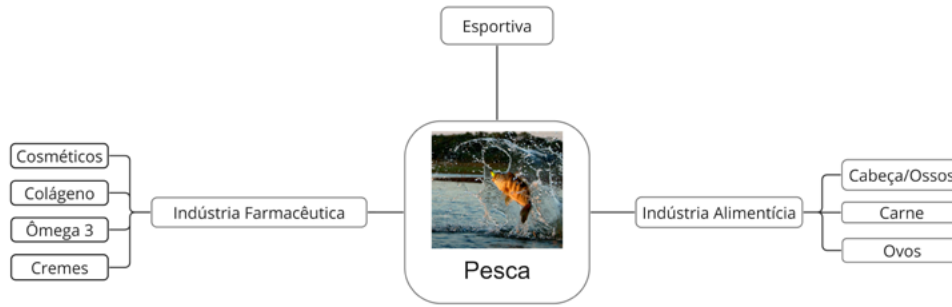 Esportiva
Cosméticos
Colágeno
Ômega 3
Cremes
Indústria Farmacêutica
Pesca
Indústria Alimentícia
Cabeça/Ossos
Carne
Ovos